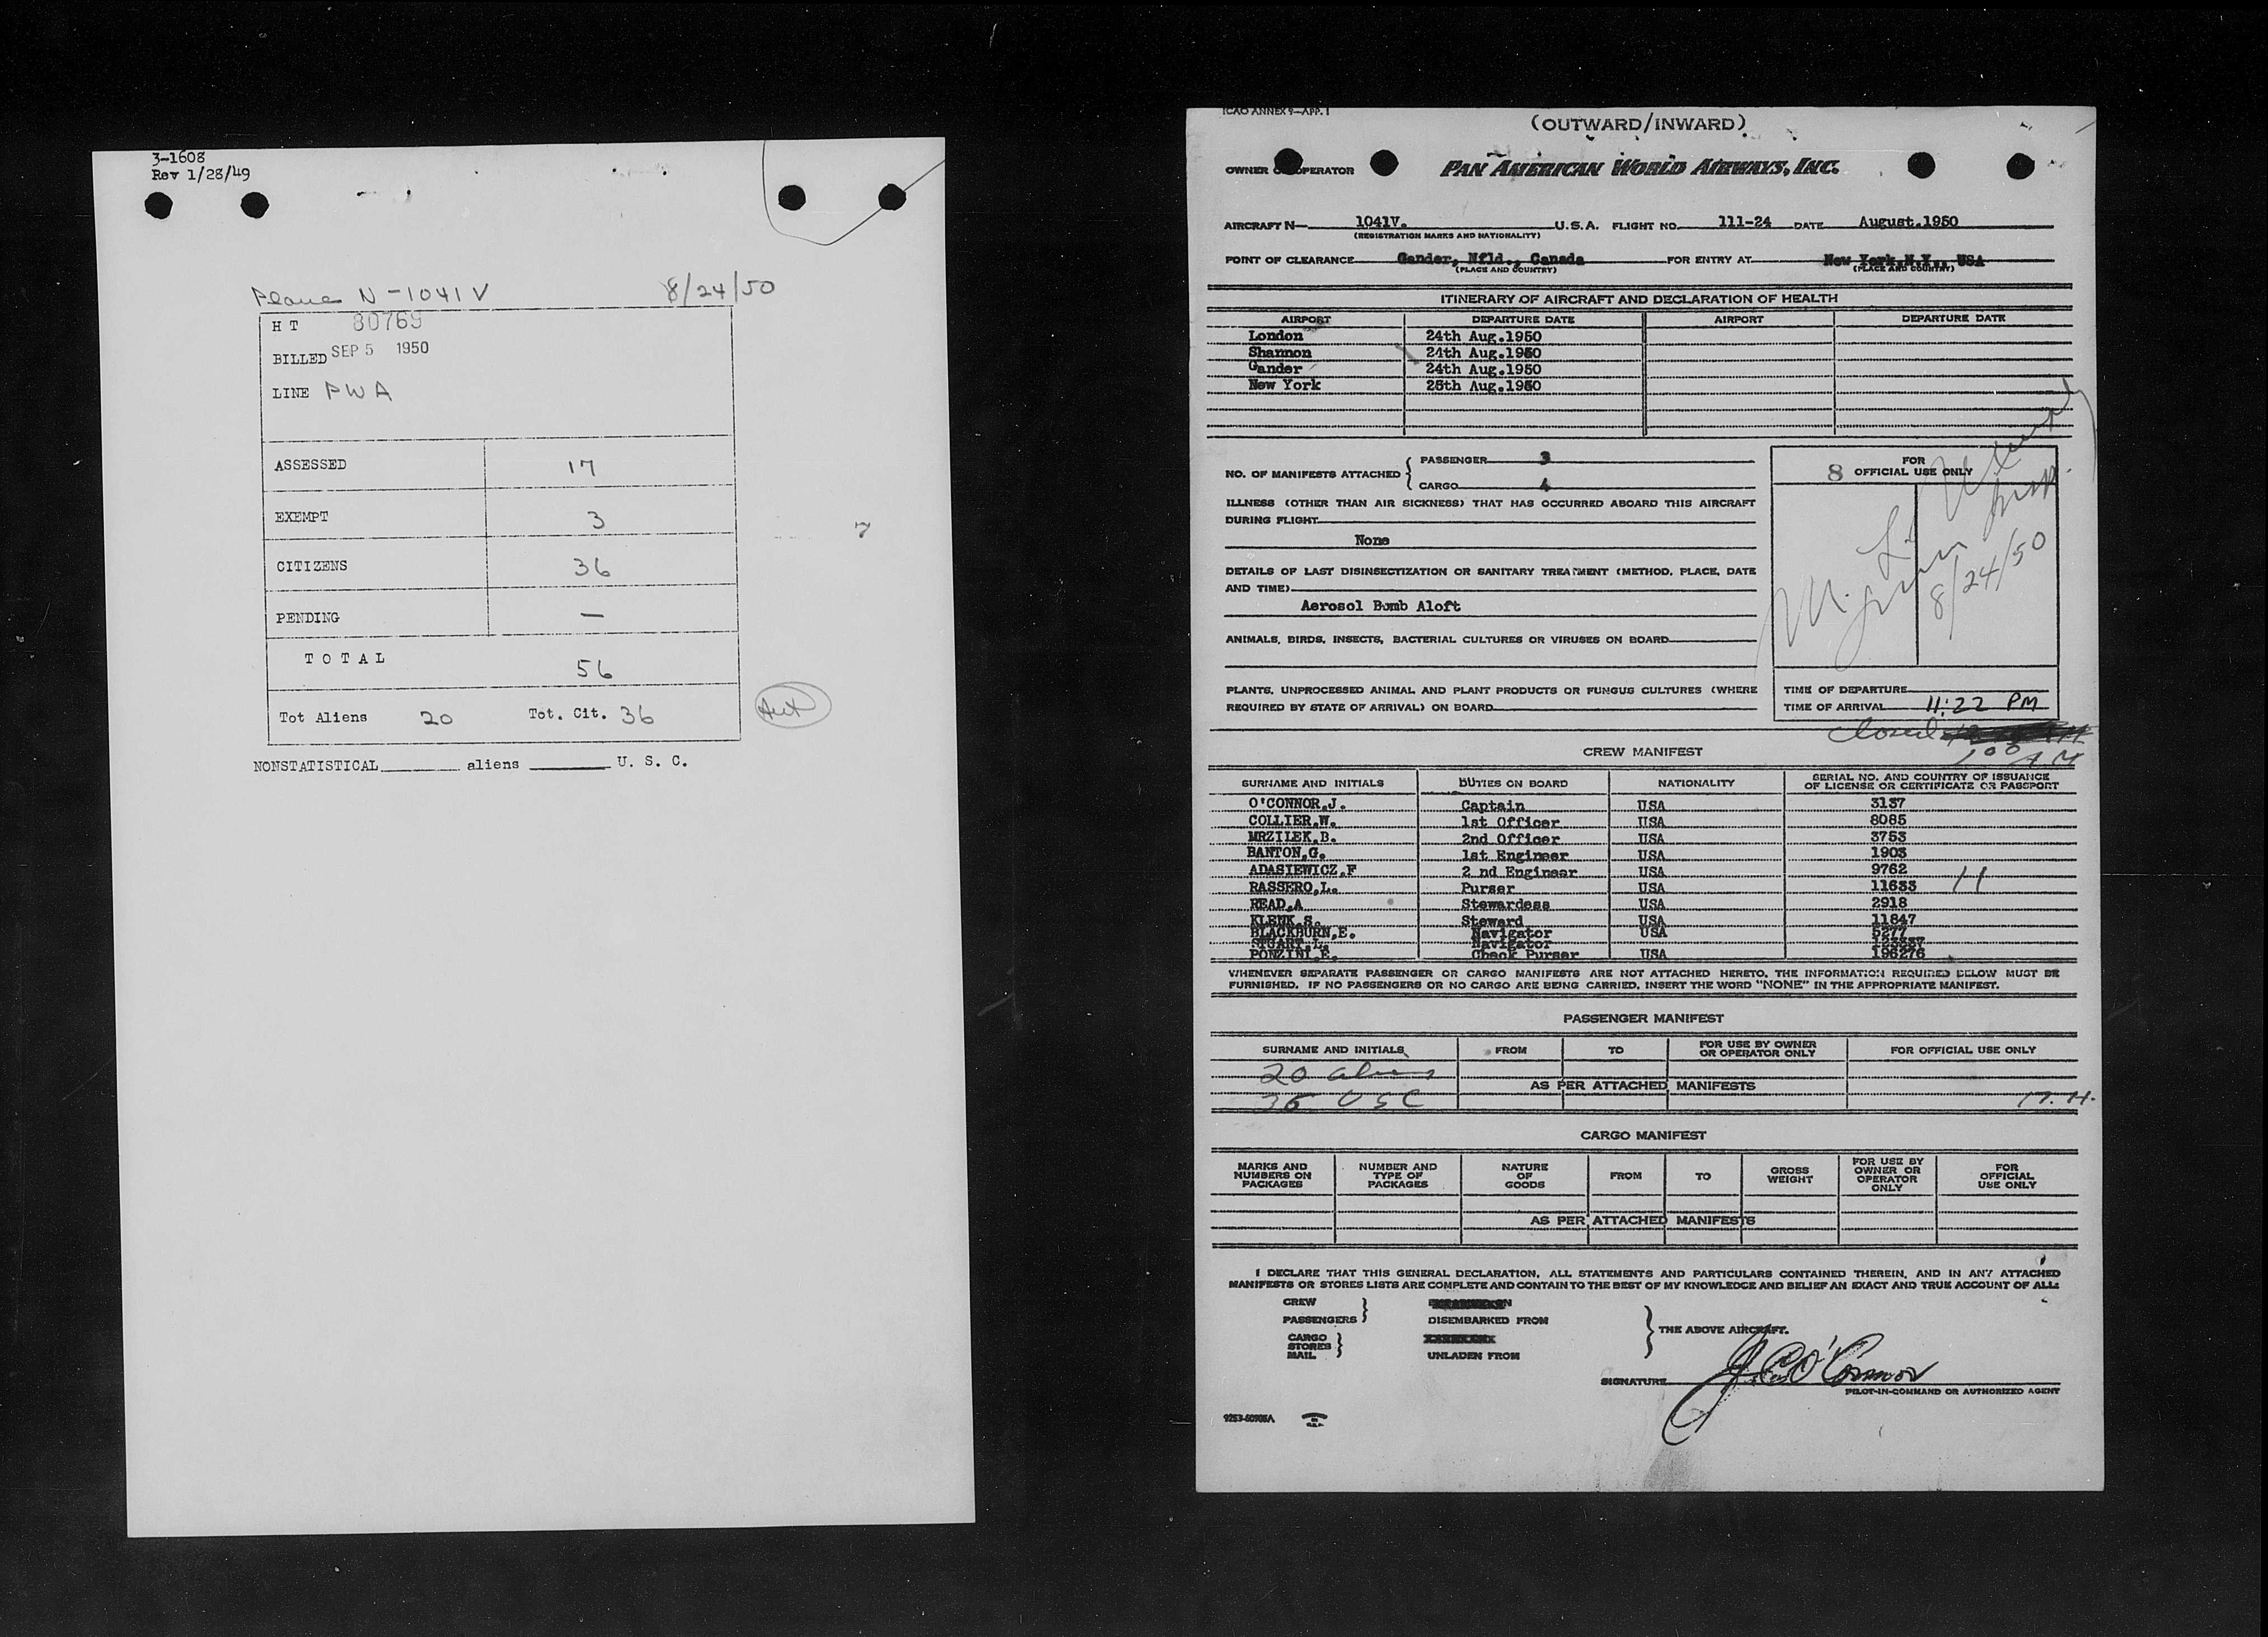 3-1608
Rev 1/28/49
Plane N-1041V 8/24/50
HT 80769
BILLED SEP 5 1950
LINE PWA
ASSESSED 17
EXEMPT 3
7
CITIZENS 36
PENDING —
TOTAL 56
Tot Aliens 20 Tot. Cit. 36
NONSTATISTICAL aliens U. S. C.
ICAO ANNEX 9—APP. 1
(OUTWARD/INWARD)
OWNER OR OPERATOR PAN AMERICAN WORLD AIRWAYS, INC.
AIRCRAFT N— 1041V. U.S.A. FLIGHT NO. 111-24 DATE August.1950
(REGISTRATION MARKS AND NATIONALITY)
POINT OF CLEARANCE Gander, Nfld., Canada FOR ENTRY AT New York,N.Y., USA
(PLACE AND COUNTRY) (PLACE AND COUNTRY)
ITINERARY OF AIRCRAFT AND DECLARATION OF HEALTH
AIRPORT DEPARTURE DATE AIRPORT DEPARTURE DATE
London 24th Aug.1950
Shannon 24th Aug.1950
Gander 24th Aug.1950
New York 25th Aug.1950
NO. OF MANIFESTS ATTACHED
PASSENGER 3
CARGO 4
8 FOR OFFICIAL USE ONLY
8/24/50
ILLNESS (OTHER THAN AIR SICKNESS) THAT HAS OCCURRED ABOARD THIS AIRCRAFT
DURING FLIGHT
None
DETAILS OF LAST DISINSECTIZATION OR SANITARY TREATMENT (METHOD, PLACE, DATE
AND TIME)
Aerosol Bomb Aloft
ANIMALS, BIRDS, INSECTS, BACTERIAL CULTURES OR VIRUSES ON BOARD
PLANTS, UNPROCESSED ANIMAL AND PLANT PRODUCTS OR FUNGUS CULTURES (WHERE
REQUIRED BY STATE OF ARRIVAL) ON BOARD
TIME OF DEPARTURE
TIME OF ARRIVAL 11:22 PM
Closed
100 AM
CREW MANIFEST
SURNAME AND INITIALS DUTIES ON BOARD NATIONALITY SERIAL NO. AND COUNTRY OF ISSUANCE
OF LICENSE OR CERTIFICATE OR PASSPORT
O'CONNOR,J. Captain USA 3137
COLLIER,W. 1st Officer USA 8085
MRZILEK,B. 2nd Officer USA 3753
BANTON,G. 1st Engineer USA 1903
ADASIEWICZ,F 2 nd Engineer USA 9762
RASSERO,L. Purser USA 11633 11
READ,A Stewardess USA 2918
KLENK,S. Steward USA 11847
BLACKBURN,E. Navigator USA 5277
STUART,L. Navigator
PONZINI,E. Check Purser USA 196276
WHENEVER SEPARATE PASSENGER OR CARGO MANIFESTS ARE NOT ATTACHED HERETO, THE INFORMATION REQUIRED BELOW MUST BE
FURNISHED. IF NO PASSENGERS OR NO CARGO ARE BEING CARRIED, INSERT THE WORD "NONE" IN THE APPROPRIATE MANIFEST.
PASSENGER MANIFEST
SURNAME AND INITIALS FROM TO FOR USE BY OWNER OR OPERATOR ONLY FOR OFFICIAL USE ONLY
20 aliens
AS PER ATTACHED MANIFESTS
36 USC 17.H.
CARGO MANIFEST
MARKS AND NUMBERS ON PACKAGES NUMBER AND TYPE OF PACKAGES NATURE OF GOODS FROM TO GROSS WEIGHT FOR USE BY OWNER OR OPERATOR ONLY FOR OFFICIAL USE ONLY
AS PER ATTACHED MANIFESTS
I DECLARE THAT THIS GENERAL DECLARATION, ALL STATEMENTS AND PARTICULARS CONTAINED THEREIN, AND IN ANY ATTACHED
MANIFESTS OR STORES LISTS ARE COMPLETE AND CONTAIN TO THE BEST OF MY KNOWLEDGE AND BELIEF AN EXACT AND TRUE ACCOUNT OF ALL:
CREW
PASSENGERS DISEMBARKED FROM
THE ABOVE AIRCRAFT.
CARGO
STORES
MAIL UNLADEN FROM
SIGNATURE J. C. O'Connor
PILOT-IN-COMMAND OR AUTHORIZED AGENT